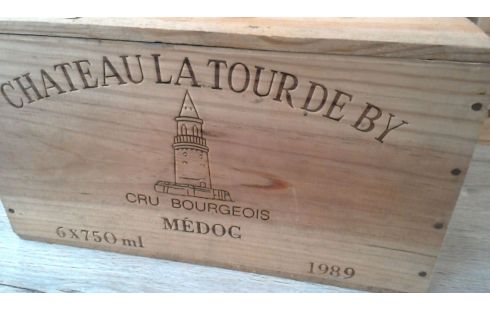 CHATEAU LA TOUR DE BY
CRU BOURGEOIS
MÉDOC
6X750 ml
1989